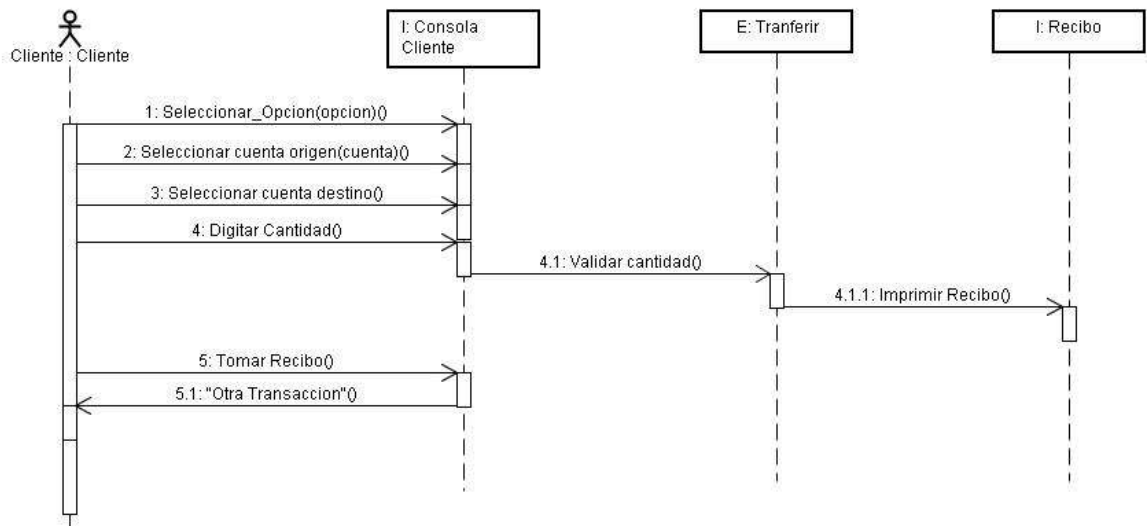 Cliente : Cliente
I: Consola
Cliente
E: Tranferir
I: Recibo
1: Seleccionar_Opcion(opcion)()
2: Seleccionar cuenta origen(cuenta)()
3: Seleccionar cuenta destino()
4: Digitar Cantidad()
4.1: Validar cantidad()
4.1.1: Imprimir Recibo()
5: Tomar Recibo()
5.1: "Otra Transaccion"()